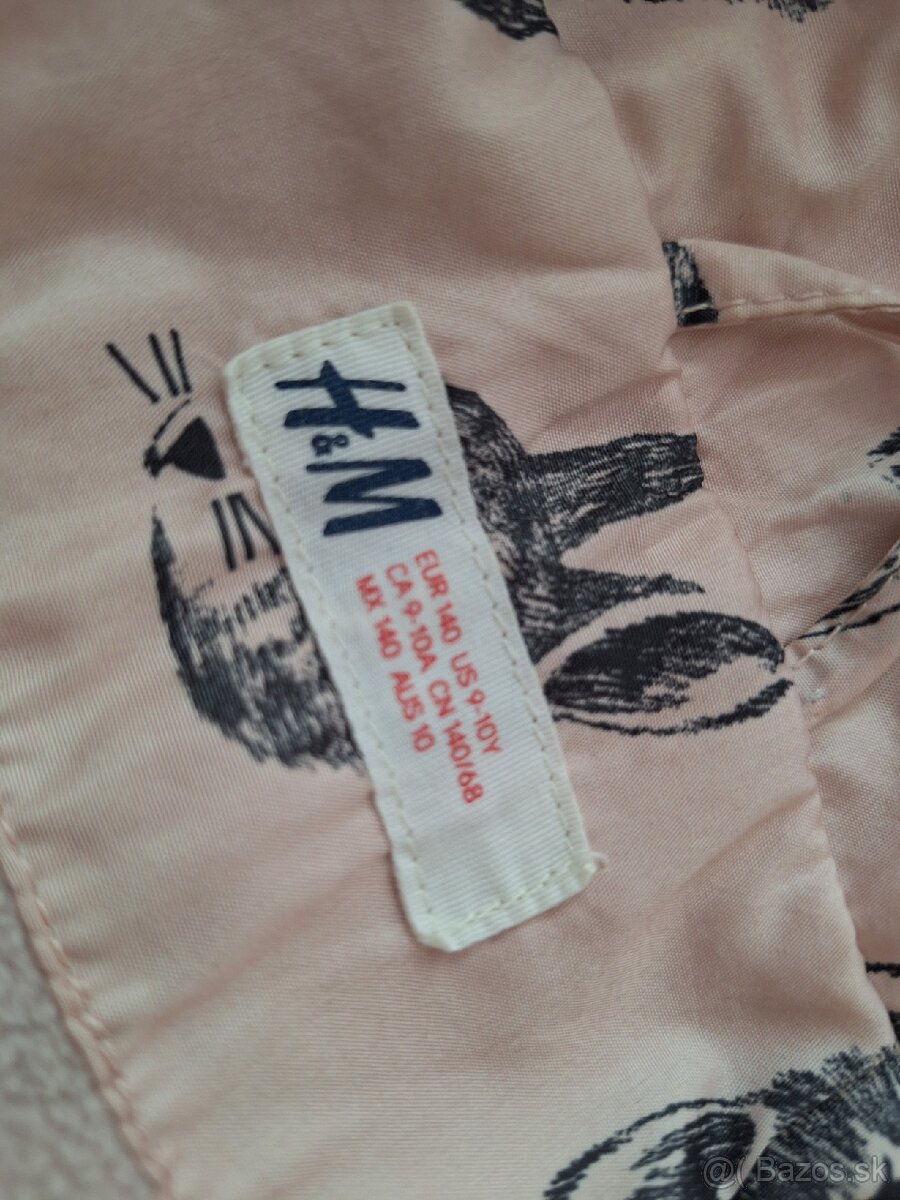 H&M
EUR 140 US 9-10Y
CA 9-10A CN 140/68
MX 140 AUS 10
@( Bazos.sk